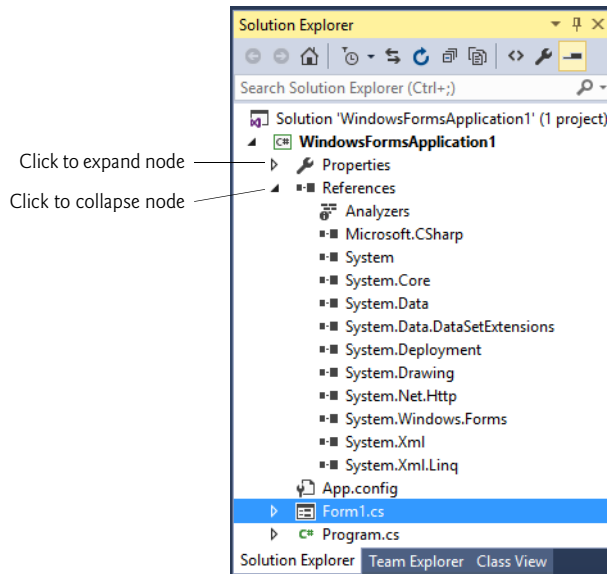 Solution Explorer
Search Solution Explorer (Ctrl+;)
Solution 'WindowsFormsApplication1' (1 project)
C# WindowsFormsApplication1
Click to expand node
Properties
Click to collapse node
References
Analyzers
Microsoft.CSharp
System
System.Core
System.Data
System.Data.DataSetExtensions
System.Deployment
System.Drawing
System.Net.Http
System.Windows.Forms
System.Xml
System.Xml.Linq
App.config
Form1.cs
C# Program.cs
Solution Explorer Team Explorer Class View